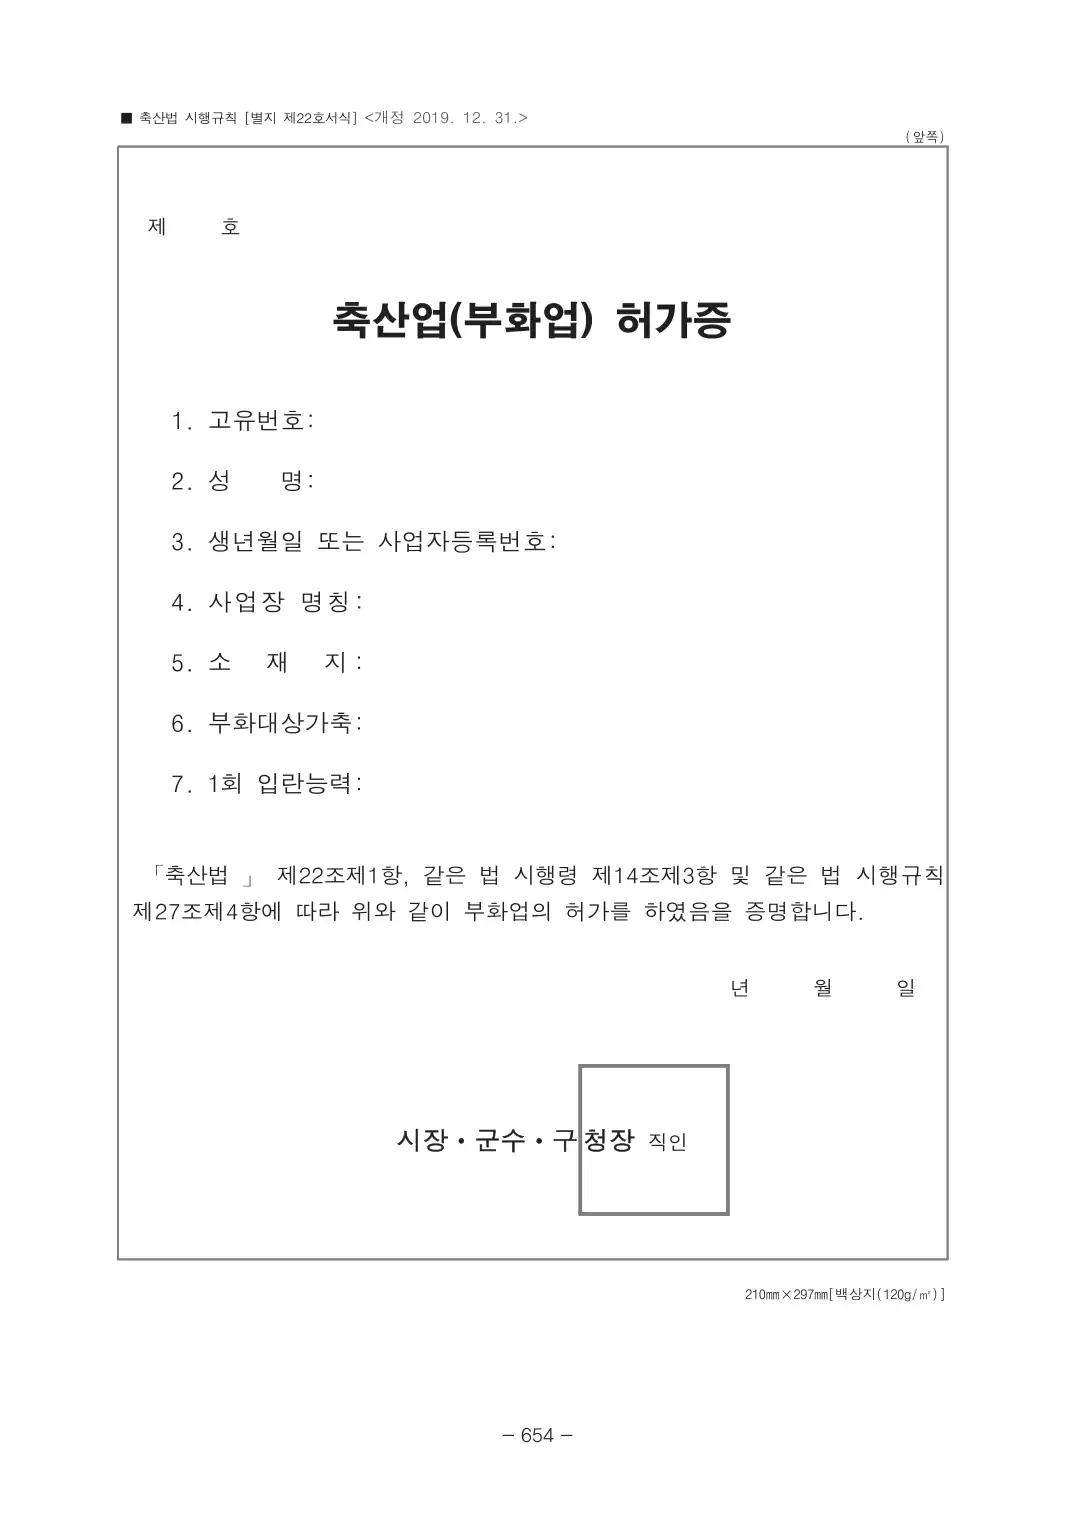 ■ 축산법 시행규칙 [별지 제22호서식] <개정 2019. 12. 31.>
(앞쪽)
제 호
축산업(부화업) 허가증
1. 고유번호:
2. 성 명:
3. 생년월일 또는 사업자등록번호:
4. 사업장 명칭:
5. 소 재 지:
6. 부화대상가축:
7. 1회 입란능력:
「축산법 」 제22조제1항, 같은 법 시행령 제14조제3항 및 같은 법 시행규칙
제27조제4항에 따라 위와 같이 부화업의 허가를 하였음을 증명합니다.
년 월 일
시장•군수•구청장 직인
210㎜×297㎜[백상지(120g/㎡)]
- 654 -